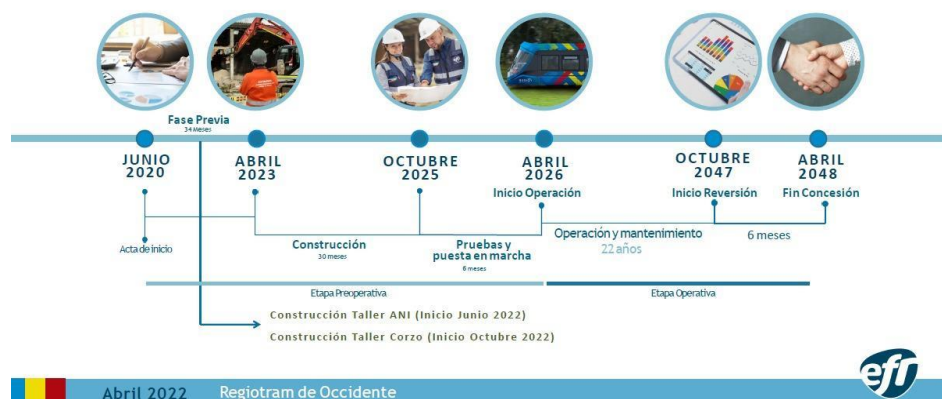 Fase Previa
34 Meses
JUNIO
2020
ABRIL
2023
OCTUBRE
2025
ABRIL
2026
OCTUBRE
2047
ABRIL
2048
Inicio Operación
Inicio Reversión
Fin Concesión
Acta de inicio
Construcción
30 meses
Pruebas y
puesta en marcha
6 meses
Operación y mantenimiento
22 años
6 meses
Etapa Preoperativa
Etapa Operativa
Construcción Taller ANI (Inicio Junio 2022)
Construcción Taller Corzo (Inicio Octubre 2022)
efr
Abril 2022
Regiotram de Occidente